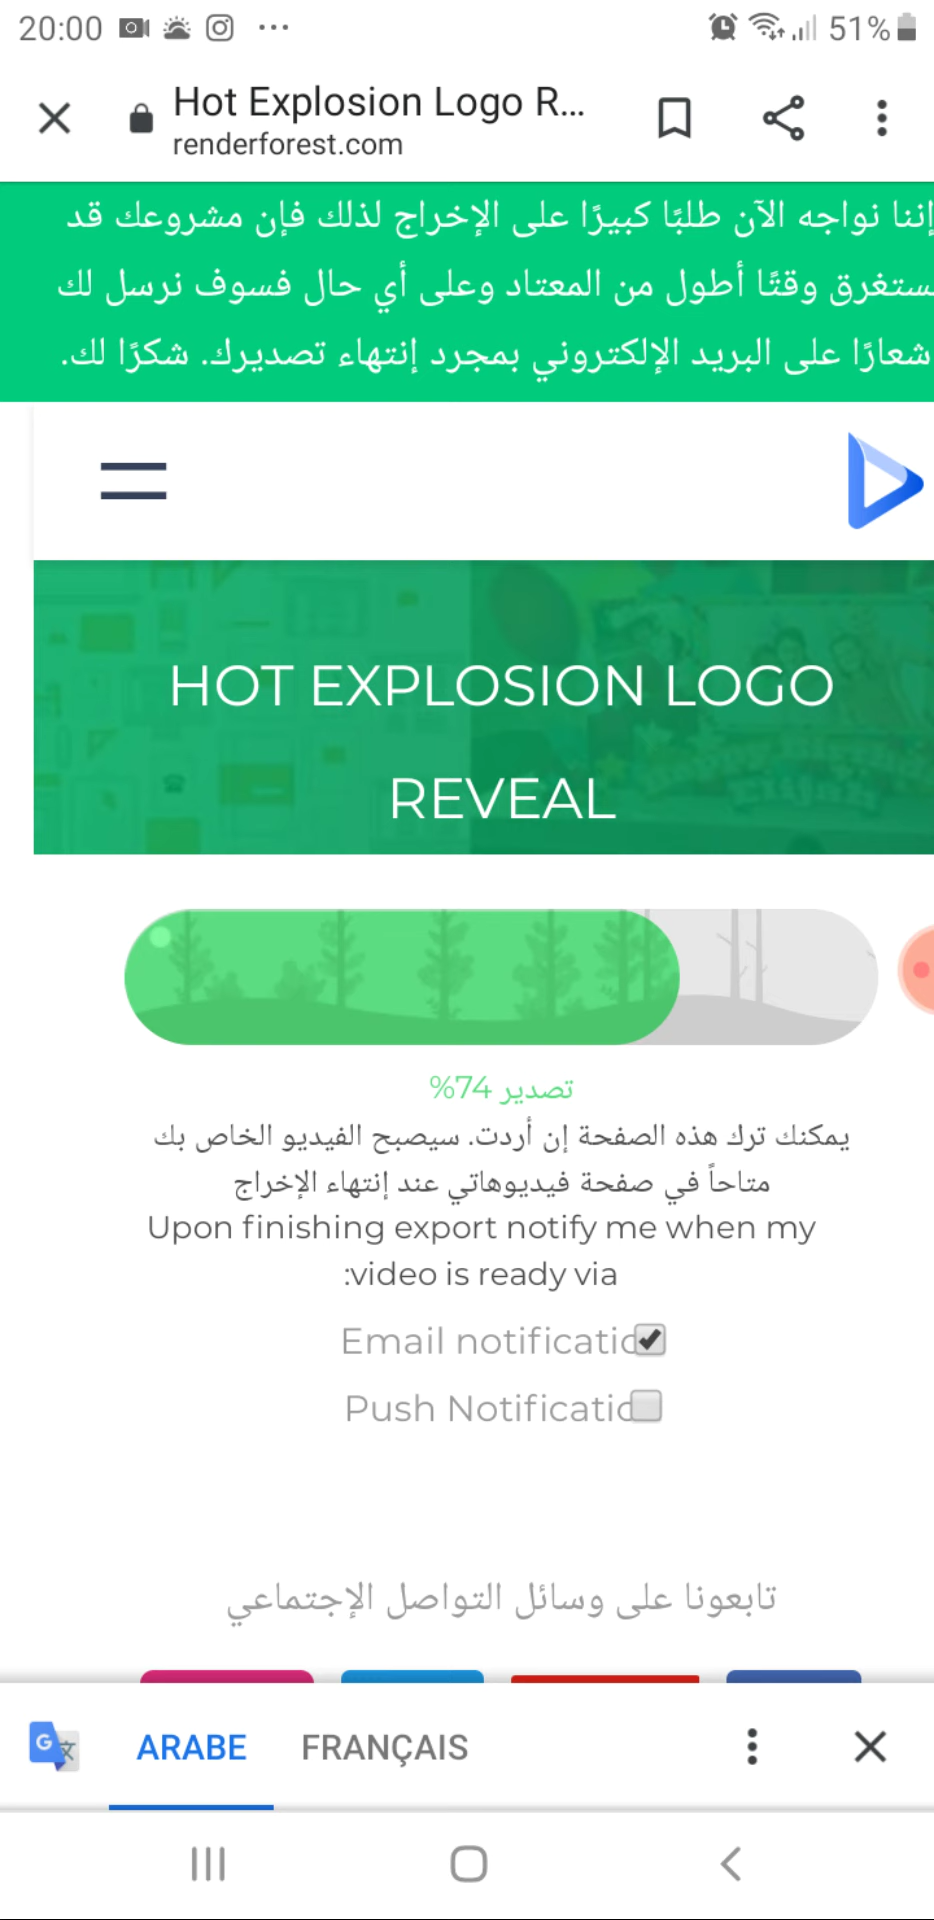 20:00
51%
Hot Explosion Logo R...
renderforest.com
إننا نواجه الآن طلبًا كبيرًا على الإخراج لذلك فإن مشروعك قد
ستغرق وقتًا أطول من المعتاد وعلى أي حال فسوف نرسل لك
شعارًا على البريد الإلكتروني بمجرد إنتهاء تصديرك. شكرًا لك.
HOT EXPLOSION LOGO
REVEAL
تصدير 74%
يمكنك ترك هذه الصفحة إن أردت. سيصبح الفيديو الخاص بك
متاحاً في صفحة فيديوهاتي عند إنتهاء الإخراج
Upon finishing export notify me when my
:video is ready via
Email notificatio
Push Notificatio
تابعونا على وسائل التواصل الإجتماعي
G
ARABE
FRANÇAIS